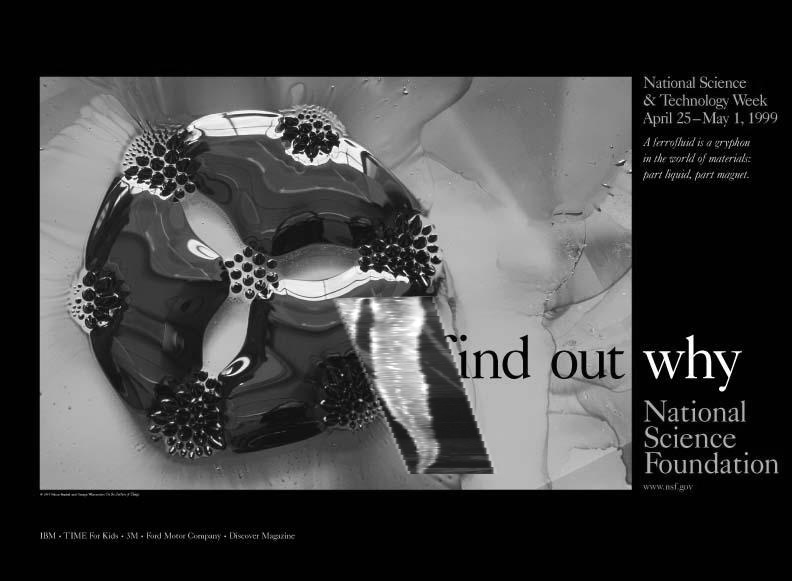 National Science
& Technology Week
April 25–May 1, 1999
A ferrofluid is a gryphon
in the world of materials:
part liquid, part magnet.
find out why
National
Science
Foundation
www.nsf.gov
IBM • TIME For Kids • 3M • Ford Motor Company • Discover Magazine